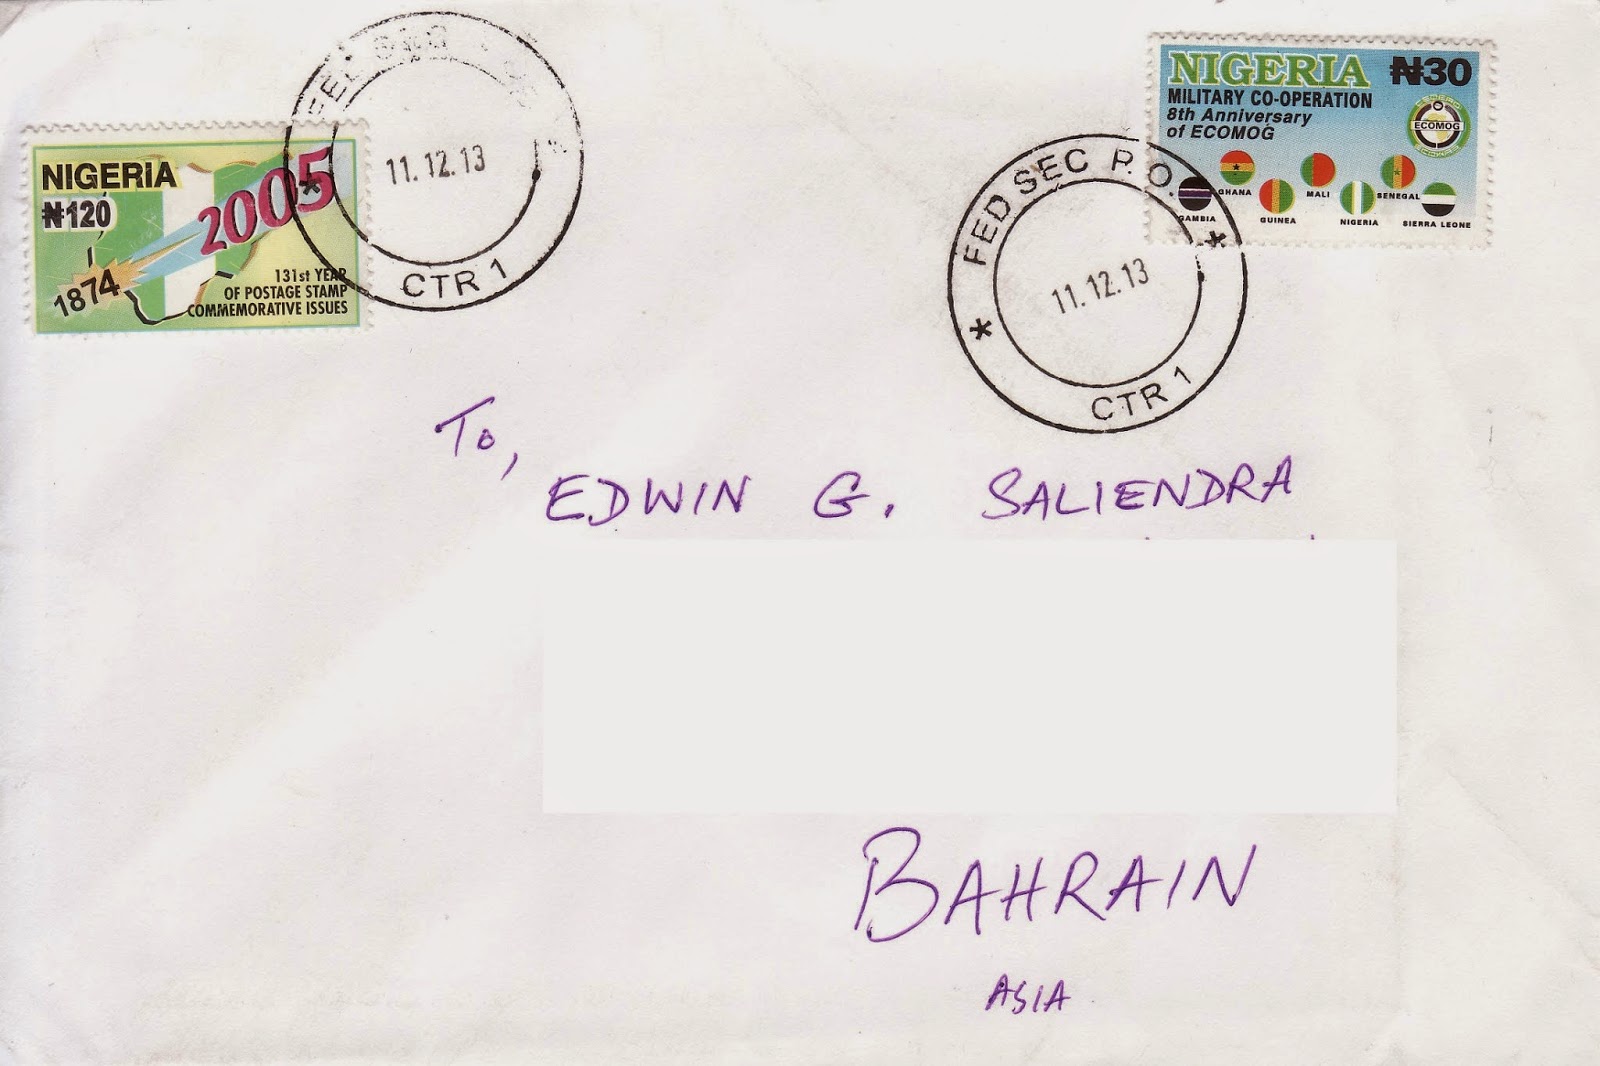 NIGERIA
₦120
2005
1874
131st YEAR
OF POSTAGE STAMP
COMMEMORATIVE ISSUES
11.12.13
CTR 1
NIGERIA ₦30
MILITARY CO-OPERATION
8th Anniversary
of ECOMOG
ECOMOG
GHANA MALI SENEGAL
GAMBIA GUINEA NIGERIA SIERRA LEONE
* FED SEC P.O. *
11.12.13
CTR 1
To,
EDWIN G. SALIENDRA
BAHRAIN
ASIA